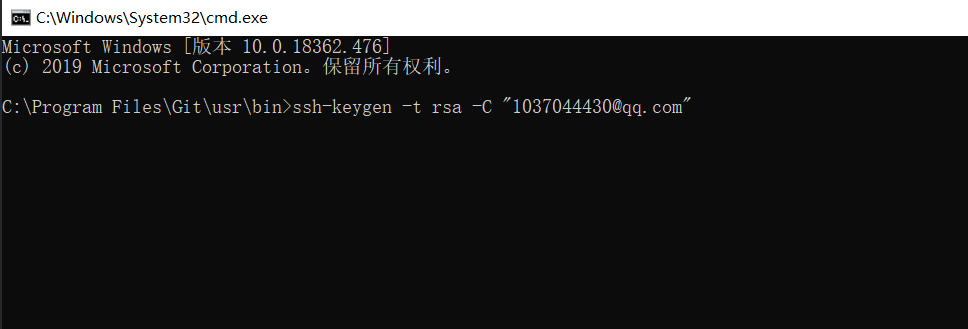 C:\Windows\System32\cmd.exe
Microsoft Windows [版本 10.0.18362.476]
(c) 2019 Microsoft Corporation。保留所有权利。
C:\Program Files\Git\usr\bin>ssh-keygen -t rsa -C "1037044430@qq.com"